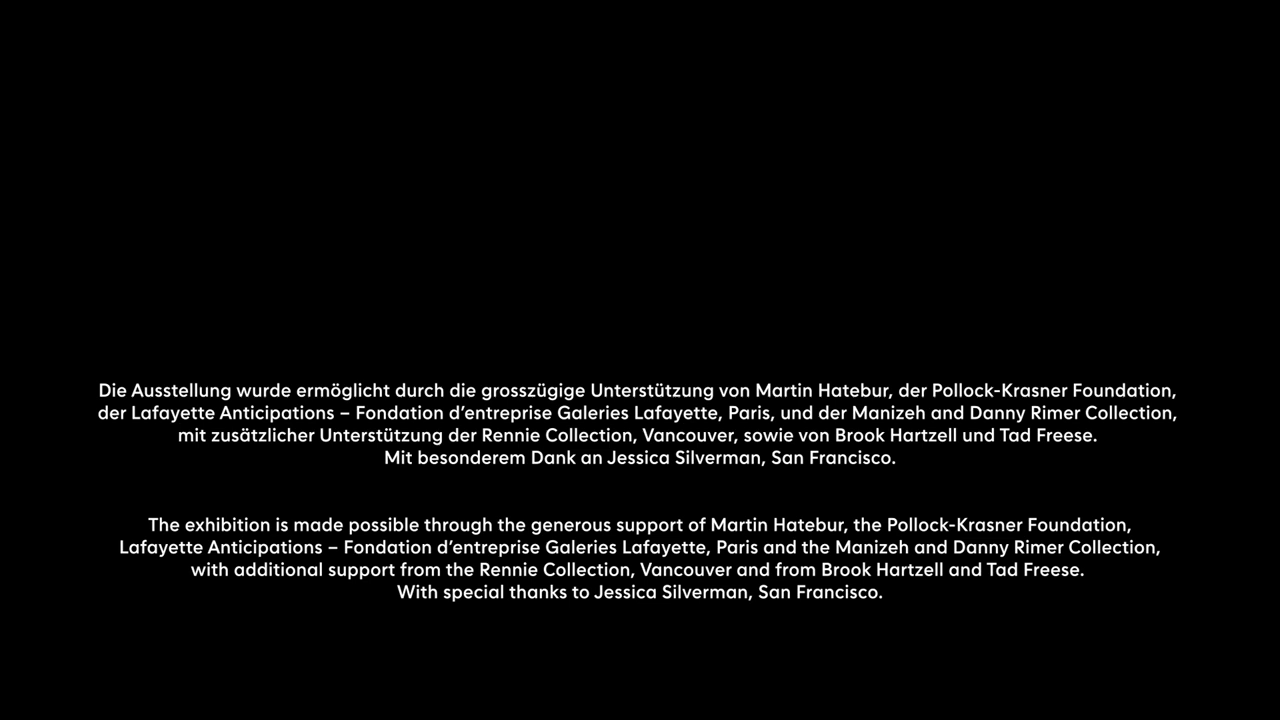 Die Ausstellung wurde ermöglicht durch die grosszügige Unterstützung von Martin Hatebur, der Pollock-Krasner Foundation,
der Lafayette Anticipations – Fondation d’entreprise Galeries Lafayette, Paris, und der Manizeh and Danny Rimer Collection,
mit zusätzlicher Unterstützung der Rennie Collection, Vancouver, sowie von Brook Hartzell und Tad Freese.
Mit besonderem Dank an Jessica Silverman, San Francisco.
The exhibition is made possible through the generous support of Martin Hatebur, the Pollock-Krasner Foundation,
Lafayette Anticipations – Fondation d’entreprise Galeries Lafayette, Paris and the Manizeh and Danny Rimer Collection,
with additional support from the Rennie Collection, Vancouver and from Brook Hartzell and Tad Freese.
With special thanks to Jessica Silverman, San Francisco.